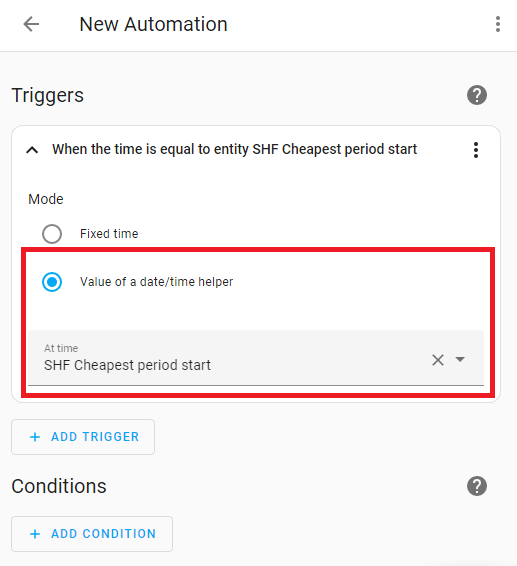 New Automation
Triggers
When the time is equal to entity SHF Cheapest period start
Mode
Fixed time
Value of a date/time helper
At time
SHF Cheapest period start
ADD TRIGGER
Conditions
ADD CONDITION